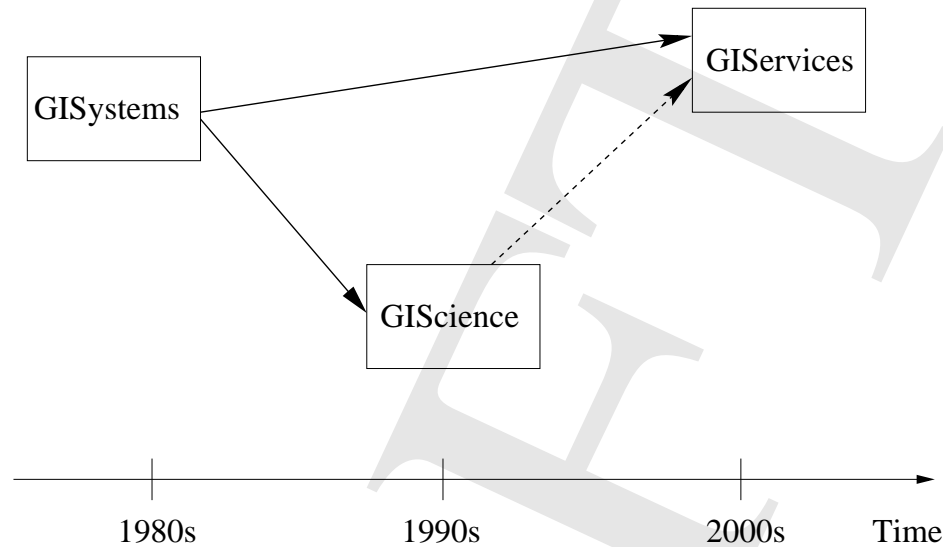 GIServices
GISystems
GIScience
1980s
1990s
2000s
Time